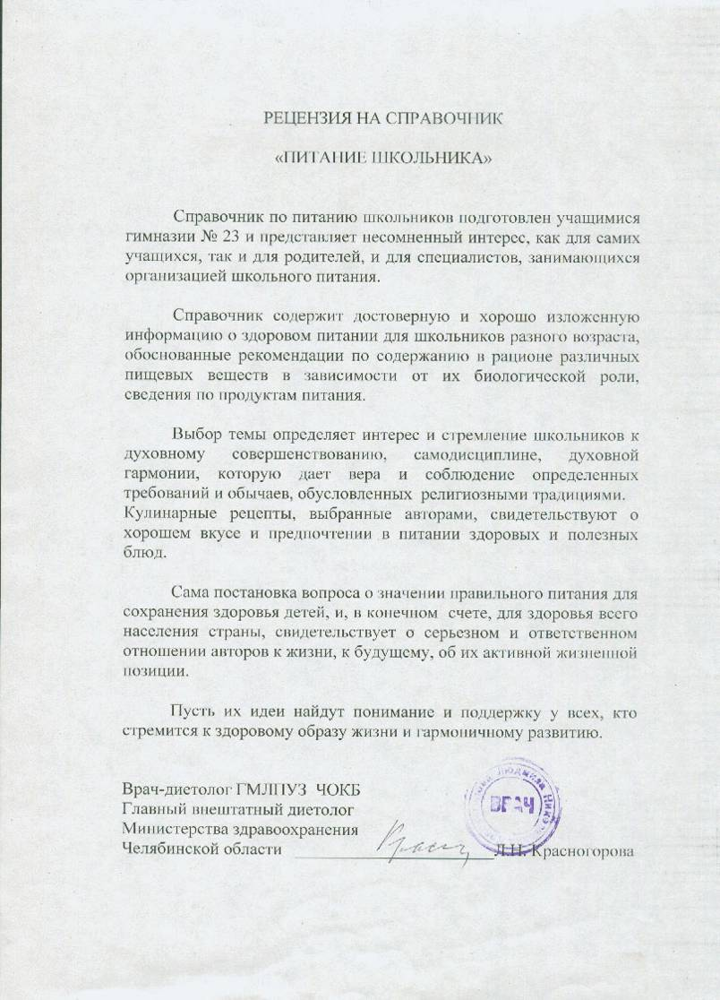 РЕЦЕНЗИЯ НА СПРАВОЧНИК
«ПИТАНИЕ ШКОЛЬНИКА»
Справочник по питанию школьников подготовлен учащимися
гимназии № 23 и представляет несомненный интерес, как для самих
учащихся, так и для родителей, и для специалистов, занимающихся
организацией школьного питания.
Справочник содержит достоверную и хорошо изложенную
информацию о здоровом питании для школьников разного возраста,
обоснованные рекомендации по содержанию в рационе различных
пищевых веществ в зависимости от их биологической роли,
сведения по продуктам питания.
Выбор темы определяет интерес и стремление школьников к
духовному совершенствованию, самодисциплине, духовной
гармонии, которую дает вера и соблюдение определенных
требований и обычаев, обусловленных религиозными традициями.
Кулинарные рецепты, выбранные авторами, свидетельствуют о
хорошем вкусе и предпочтении в питании здоровых и полезных
блюд.
Сама постановка вопроса о значении правильного питания для
сохранения здоровья детей, и, в конечном счете, для здоровья всего
населения страны, свидетельствует о серьезном и ответственном
отношении авторов к жизни, к будущему, об их активной жизненной
позиции.
Пусть их идеи найдут понимание и поддержку у всех, кто
стремится к здоровому образу жизни и гармоничному развитию.
Врач-диетолог ГМЛПУЗ ЧОКБ
Главный внештатный диетолог
Министерства здравоохранения
Челябинской области Л.Н. Красногорова
Людмила
ВРАЧ